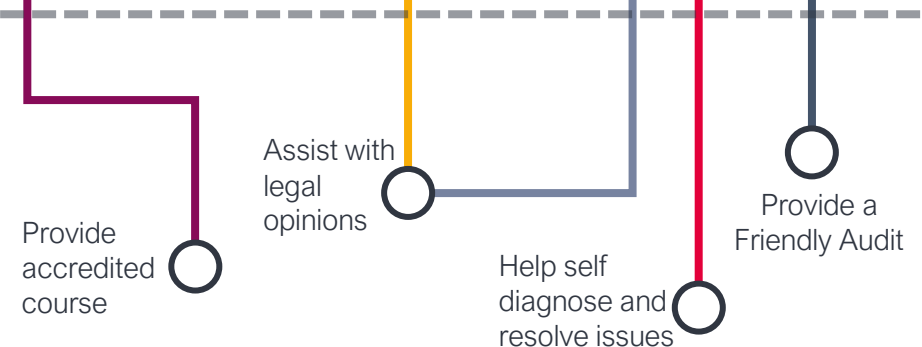 Provide
accredited
course
Assist with
legal
opinions
Help self
diagnose and
resolve issues
Provide a
Friendly Audit